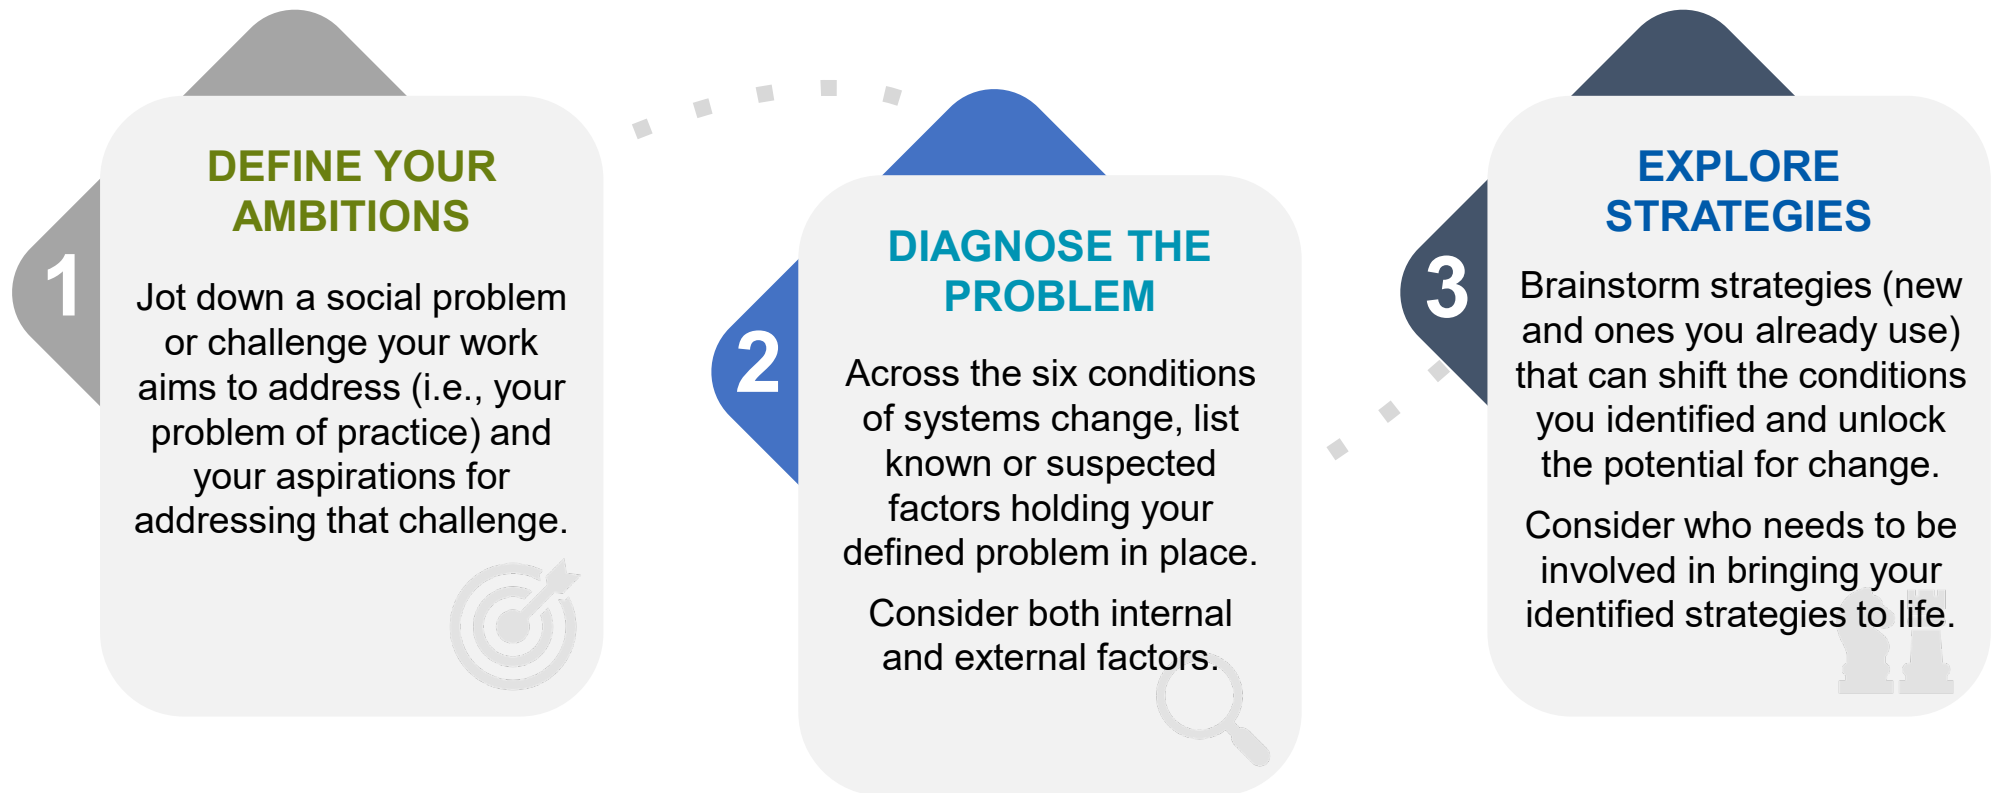 1
DEFINE YOUR
AMBITIONS
Jot down a social problem
or challenge your work
aims to address (i.e., your
problem of practice) and
your aspirations for
addressing that challenge.
2
DIAGNOSE THE
PROBLEM
Across the six conditions
of systems change, list
known or suspected
factors holding your
defined problem in place.
Consider both internal
and external factors.
3
EXPLORE
STRATEGIES
Brainstorm strategies (new
and ones you already use)
that can shift the conditions
you identified and unlock
the potential for change.
Consider who needs to be
involved in bringing your
identified strategies to life.